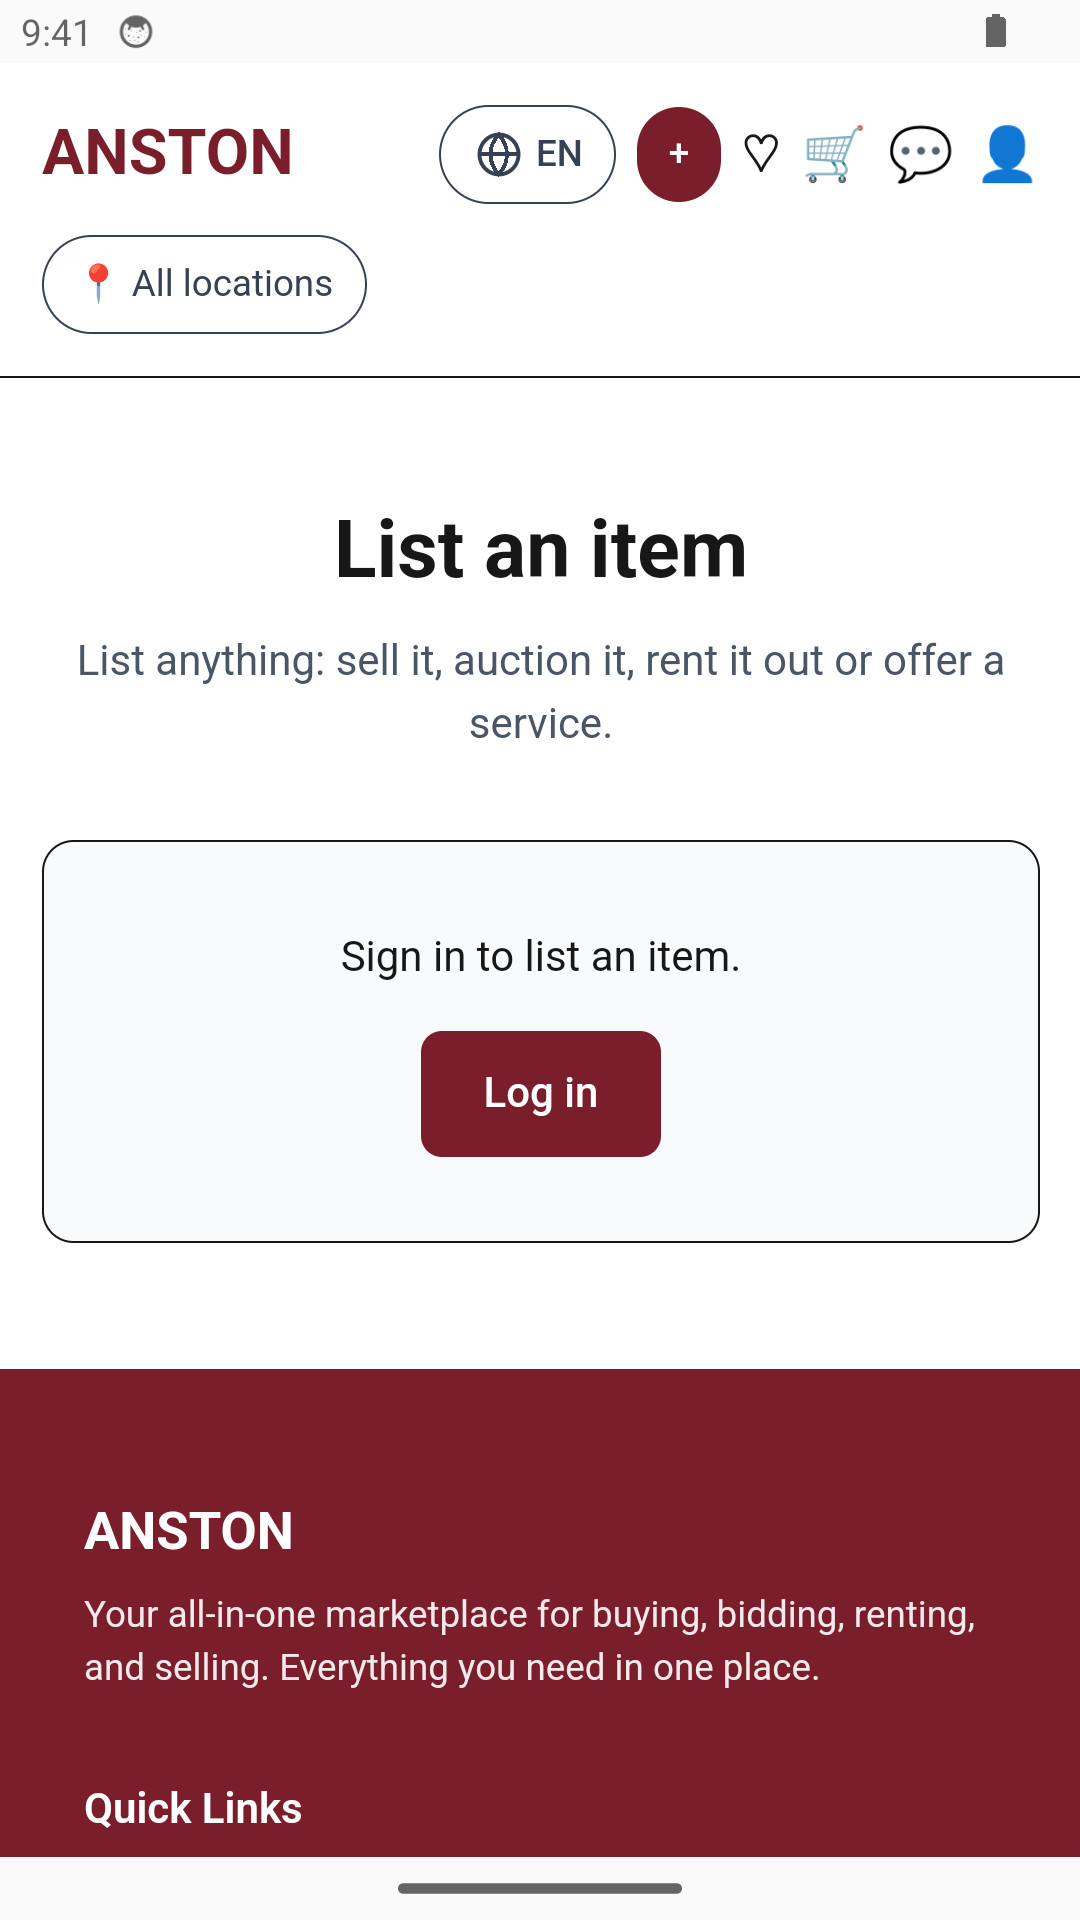 9:41
ANSTON
EN
+
All locations
List an item
List anything: sell it, auction it, rent it out or offer a
service.
Sign in to list an item.
Log in
ANSTON
Your all-in-one marketplace for buying, bidding, renting,
and selling. Everything you need in one place.
Quick Links